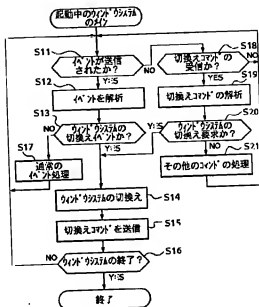 起動中のウィンドウシステム
のメイン
S11
イベントが送信
されたか？
NO
S18
切換えコマンドの
受信か？
NO
YES
S12
イベントを解析
S19
切換えコマンドの解析
S13
NO
ウィンドウシステムの
切換えイベントか？
YES
S20
YES
ウィンドウシステムの
切換え要求か？
NO
S17
通常の
イベント処理
S21
その他のコマンドの処理
S14
ウィンドウシステムの切換え
S15
切換えコマンドを送信
S16
NO
ウィンドウシステムの終了？
YES
終了